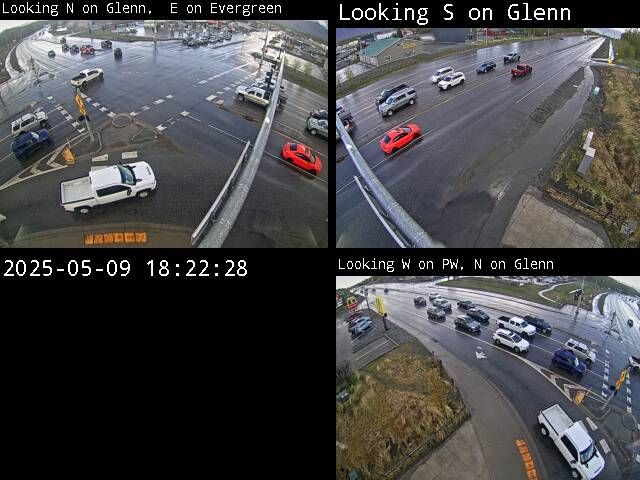 Looking N on Glenn,  E on Evergreen
Looking S on Glenn
2025-05-09 18:22:28
Looking W on PW, N on Glenn